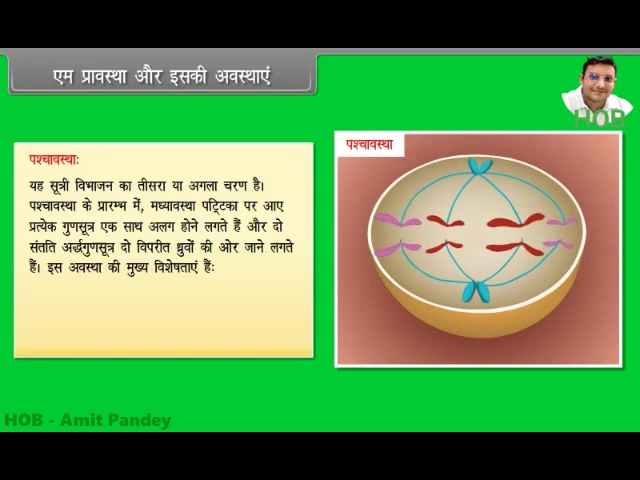 एम प्रावस्था और इसकी अवस्थाएं
HOB
पश्चावस्थाः
यह सूत्री विभाजन का तीसरा या अगला चरण है।
पश्चावस्था के प्रारम्भ में, मध्यावस्था पट्टिका पर आए
प्रत्येक गुणसूत्र एक साथ अलग होने लगते हैं और दो
संतति अर्द्धगुणसूत्र दो विपरीत ध्रुवों की ओर जाने लगते
हैं। इस अवस्था की मुख्य विशेषताएं हैंः
पश्चावस्था
HOB - Amit Pandey